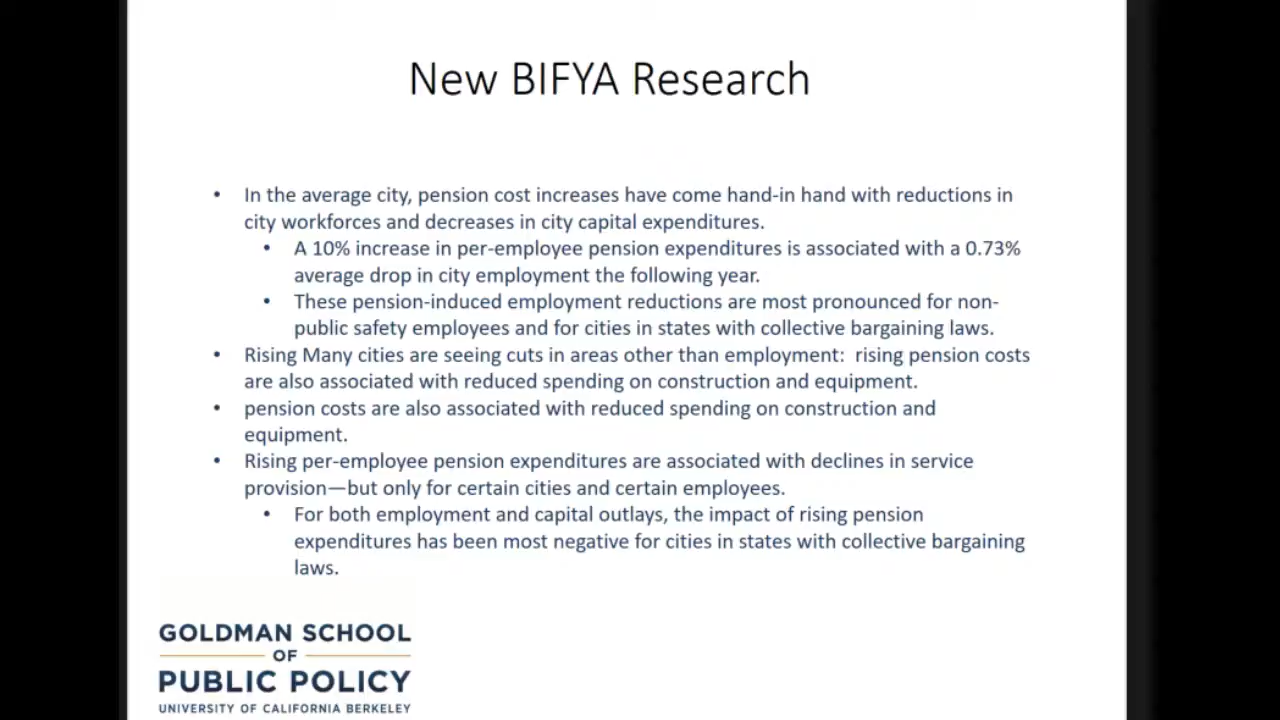 New BIFYA Research
• In the average city, pension cost increases have come hand-in hand with reductions in
city workforces and decreases in city capital expenditures.
• A 10% increase in per-employee pension expenditures is associated with a 0.73%
average drop in city employment the following year.
• These pension-induced employment reductions are most pronounced for non-
public safety employees and for cities in states with collective bargaining laws.
• Rising Many cities are seeing cuts in areas other than employment: rising pension costs
are also associated with reduced spending on construction and equipment.
• pension costs are also associated with reduced spending on construction and
equipment.
• Rising per-employee pension expenditures are associated with declines in service
provision—but only for certain cities and certain employees.
• For both employment and capital outlays, the impact of rising pension
expenditures has been most negative for cities in states with collective bargaining
laws.
GOLDMAN SCHOOL
OF
PUBLIC POLICY
UNIVERSITY OF CALIFORNIA BERKELEY